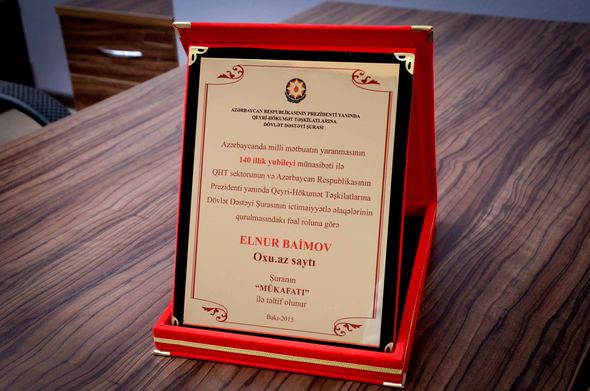 AZƏRBAYCAN RESPUBLİKASININ PREZİDENTİ YANINDA
QEYRİ-HÖKUMƏT TƏŞKİLATLARINA
DÖVLƏT DƏSTƏYİ ŞURASI
Azərbaycanda milli mətbuatın yaranmasının
140 illik yubileyi münasibəti ilə
QHT sektorunun və Azərbaycan Respublikasının
Prezidenti yanında Qeyri-Hökumət Təşkilatlarına
Dövlət Dəstəyi Şurasının ictimaiyyətlə əlaqələrinin
qurulmasındakı fəal roluna görə
ELNUR BAİMOV
Oxu.az saytı
Şuranın
“MÜKAFATI”
ilə təltif olunur
Bakı-2015